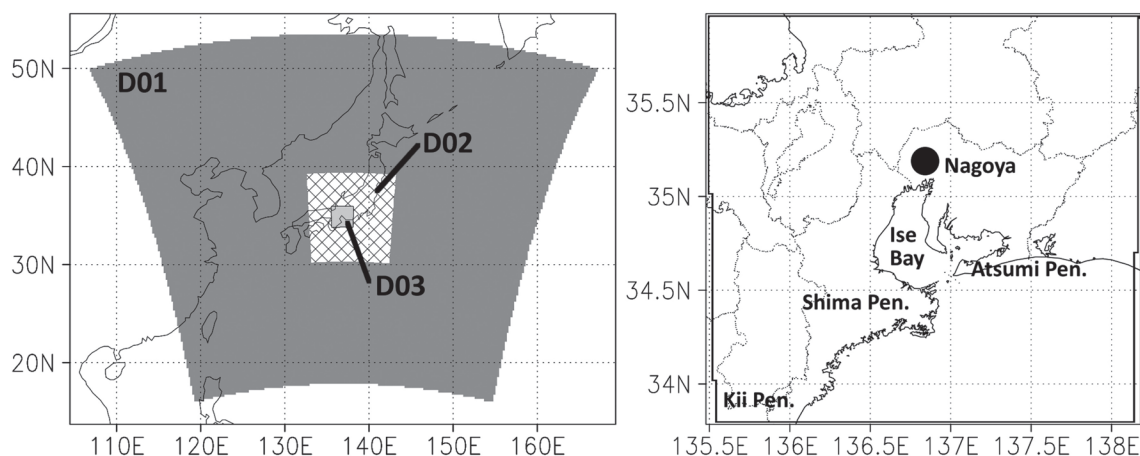 50N
40N
30N
20N
110E 120E 130E 140E 150E 160E
D01
D02
D03
35.5N
35N
34.5N
34N
135.5E 136E 136.5E 137E 137.5E 138E
Nagoya
Ise
Bay
Atsumi Pen.
Shima Pen.
Kii Pen.